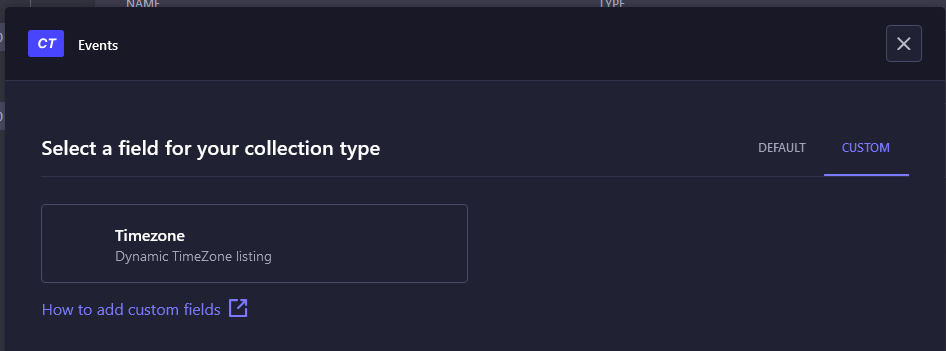 NAME TYPE
CT Events
Select a field for your collection type
DEFAULT CUSTOM
Timezone
Dynamic TimeZone listing
How to add custom fields